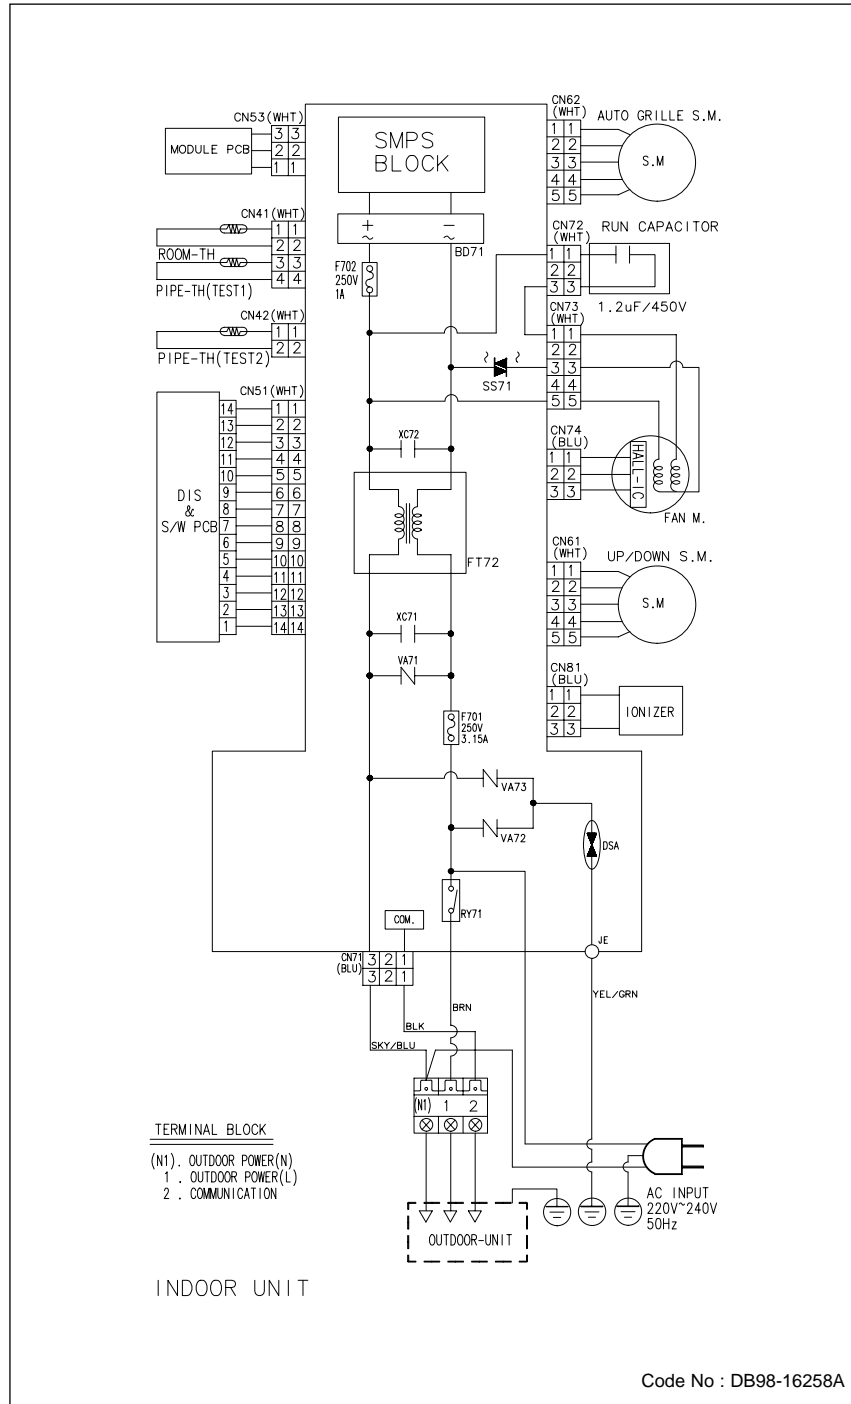 CN53(WHT)
MODULE PCB
3 3
2 2
1 1
SMPS
BLOCK
+ −
~ ~
BD71
CN62
(WHT)
AUTO GRILLE S.M.
1 1
2 2
3 3
4 4
5 5
S.M
CN41(WHT)
1 1
2 2
3 3
4 4
ROOM-TH
PIPE-TH(TEST1)
F702
250V
1A
CN72
(WHT)
RUN CAPACITOR
1 1
2 2
3 3
1.2uF/450V
CN42(WHT)
1 1
2 2
PIPE-TH(TEST2)
CN73
(WHT)
1 1
2 2
3 3
4 4
5 5
SS71
CN51(WHT)
14 1 1
13 2 2
12 3 3
11 4 4
10 5 5
9 6 6
8 7 7
7 8 8
6 9 9
5 10 10
4 11 11
3 12 12
2 13 13
1 14 14
DIS
&
S/W PCB
XC72
FT72
CN74
(BLU)
1 1
2 2
3 3
HALL-IC
FAN M.
CN61
(WHT)
UP/DOWN S.M.
1 1
2 2
3 3
4 4
5 5
S.M
XC71
VA71
CN81
(BLU)
1 1
2 2
3 3
IONIZER
F701
250V
3.15A
VA73
VA72
DSA
RY71
COM.
JE
CN71
(BLU)
3 2 1
3 2 1
YEL/GRN
BRN
BLK
SKY/BLU
(N1) 1 2
TERMINAL BLOCK
(N1). OUTDOOR POWER(N)
1 . OUTDOOR POWER(L)
2 . COMMUNICATION
AC INPUT
220V~240V
50Hz
OUTDOOR-UNIT
INDOOR UNIT
Code No : DB98-16258A